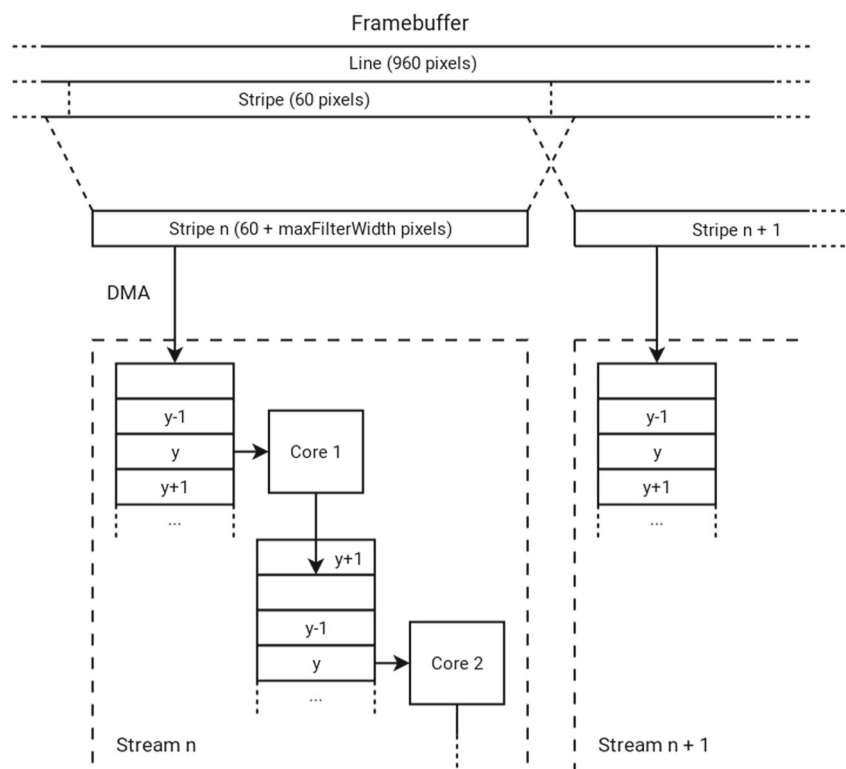 Framebuffer
Line (960 pixels)
Stripe (60 pixels)
Stripe n (60 + maxFilterWidth pixels)
Stripe n + 1
DMA
y-1
y
y+1
...
Core 1
y+1
y-1
y
...
Core 2
Stream n
y-1
y
y+1
...
Stream n + 1